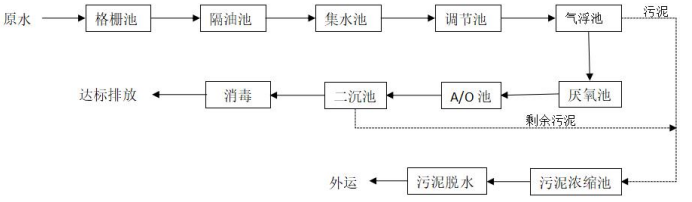 原水 格栅池 隔油池 集水池 调节池 气浮池 污泥
达标排放 消毒 二沉池 A/O 池 厌氧池
剩余污泥
外运 污泥脱水 污泥浓缩池